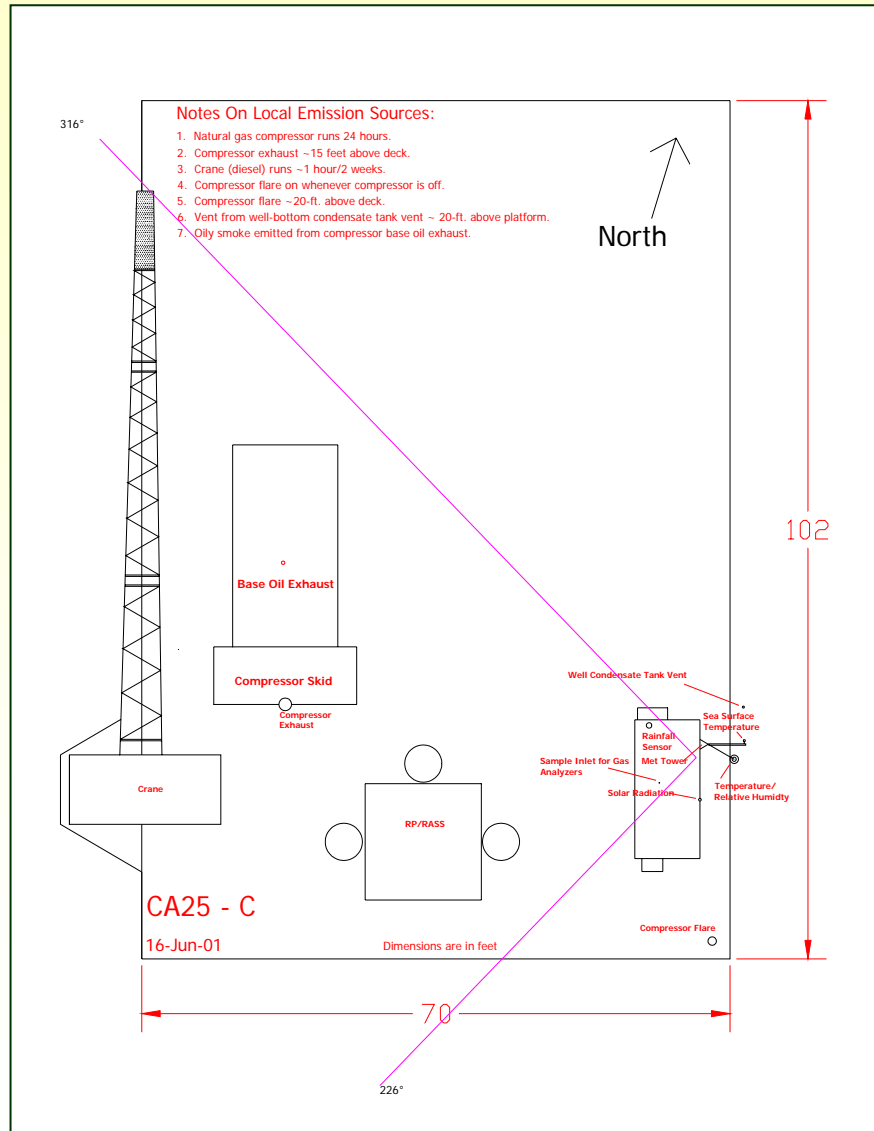 Notes On Local Emission Sources:
316°
1. Natural gas compressor runs 24 hours.
2. Compressor exhaust ~15 feet above deck.
3. Crane (diesel) runs ~1 hour/2 weeks.
4. Compressor flare on whenever compressor is off.
5. Compressor flare ~20-ft. above deck.
6. Vent from well-bottom condensate tank vent ~ 20-ft. above platform.
7. Oily smoke emitted from compressor base oil exhaust.
North
102
Base Oil Exhaust
Compressor Skid
Compressor
Exhaust
Well Condensate Tank Vent
Sea Surface
Temperature
Rainfall
Sensor
Met Tower
Sample Inlet for Gas
Analyzers
Solar Radiation
Temperature/
Relative Humidty
Crane
RP/RASS
CA25 - C
16-Jun-01
Dimensions are in feet
Compressor Flare
70
226°